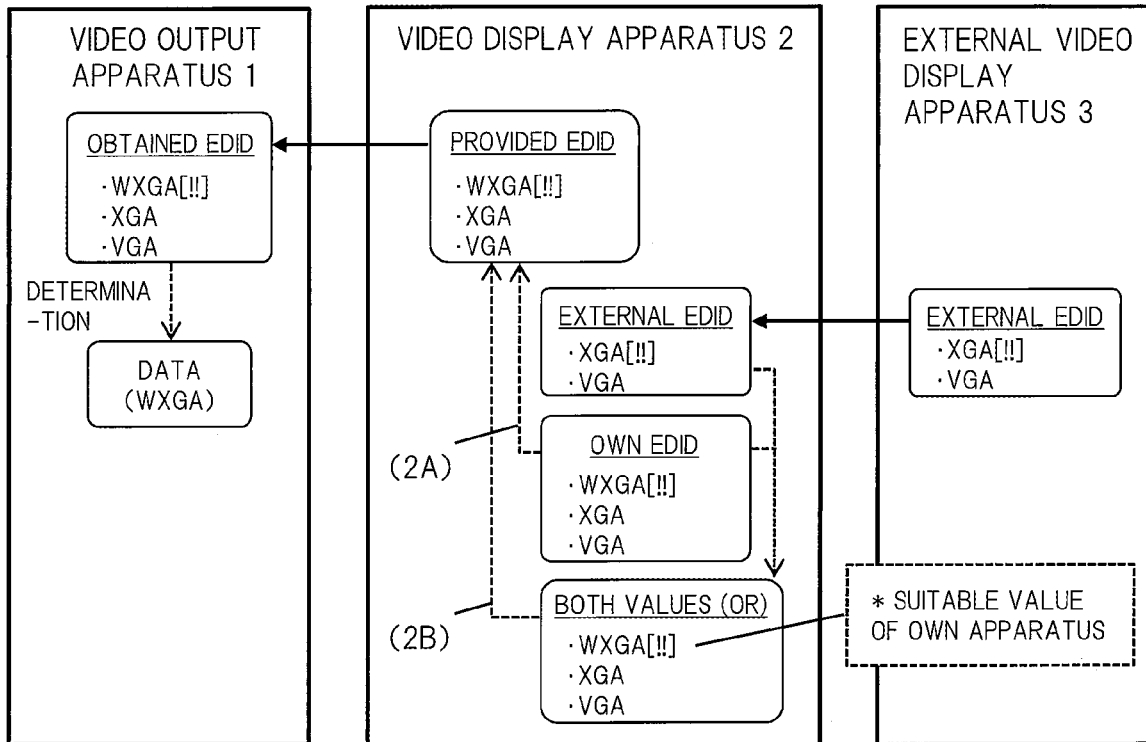 VIDEO OUTPUT
APPARATUS 1
OBTAINED EDID
·WXGA[!!]
·XGA
·VGA
DETERMINA
-TION
DATA
(WXGA)
VIDEO DISPLAY APPARATUS 2
PROVIDED EDID
·WXGA[!!]
·XGA
·VGA
EXTERNAL EDID
·XGA[!!]
·VGA
(2A)
OWN EDID
·WXGA[!!]
·XGA
·VGA
(2B)
BOTH VALUES (OR)
·WXGA[!!]
·XGA
·VGA
EXTERNAL VIDEO
DISPLAY
APPARATUS 3
EXTERNAL EDID
·XGA[!!]
·VGA
* SUITABLE VALUE
OF OWN APPARATUS